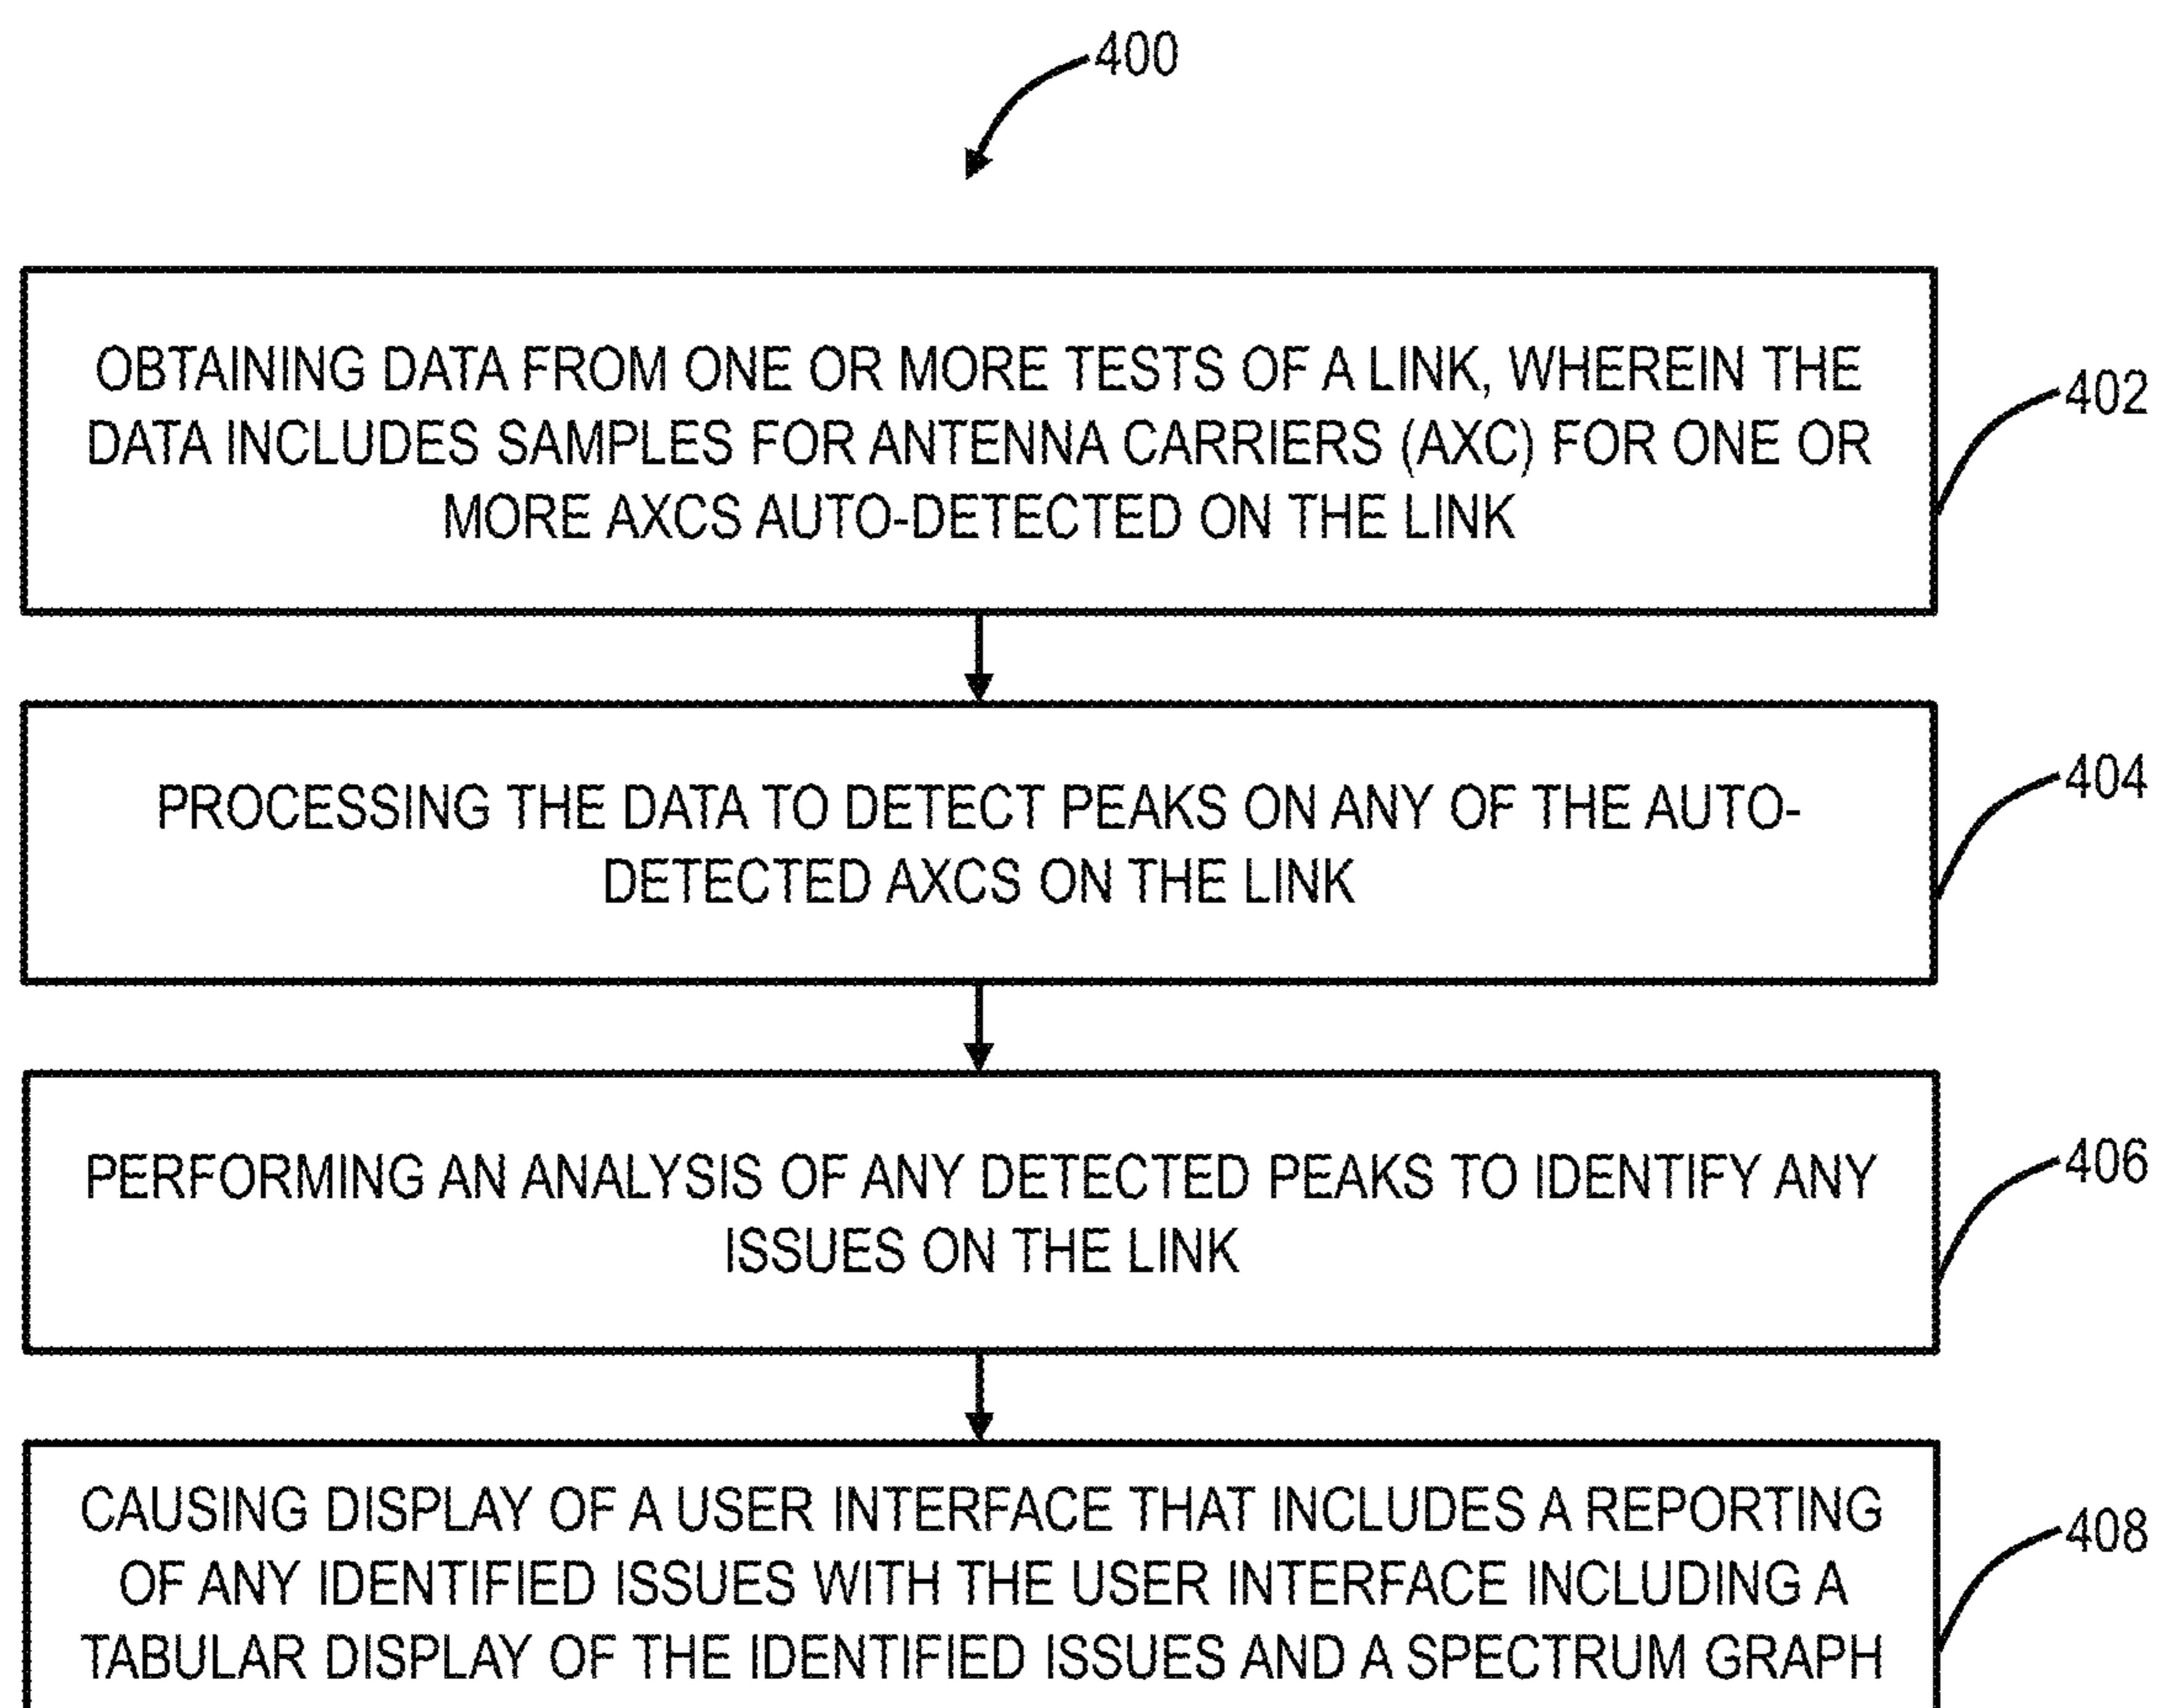 400
OBTAINING DATA FROM ONE OR MORE TESTS OF A LINK, WHEREIN THE
DATA INCLUDES SAMPLES FOR ANTENNA CARRIERS (AXC) FOR ONE OR
MORE AXCS AUTO-DETECTED ON THE LINK
402
PROCESSING THE DATA TO DETECT PEAKS ON ANY OF THE AUTO-
DETECTED AXCS ON THE LINK
404
PERFORMING AN ANALYSIS OF ANY DETECTED PEAKS TO IDENTIFY ANY
ISSUES ON THE LINK
406
CAUSING DISPLAY OF A USER INTERFACE THAT INCLUDES A REPORTING
OF ANY IDENTIFIED ISSUES WITH THE USER INTERFACE INCLUDING A
TABULAR DISPLAY OF THE IDENTIFIED ISSUES AND A SPECTRUM GRAPH
408